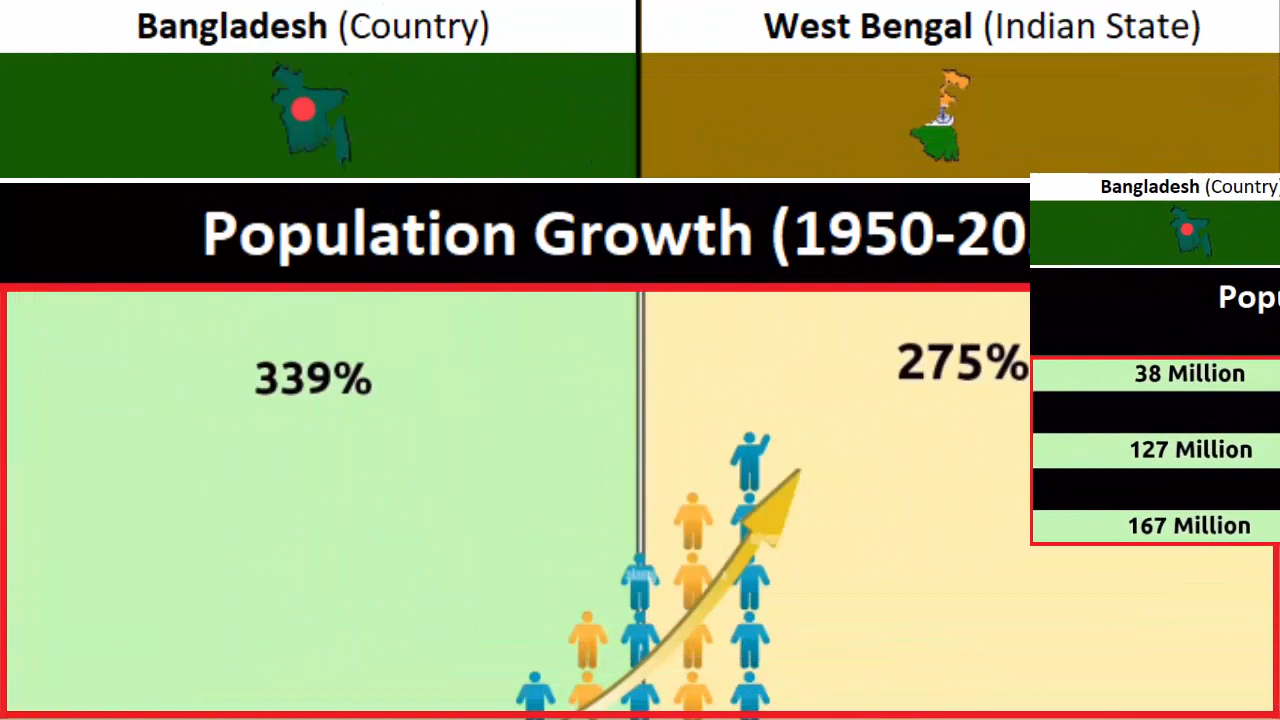 Bangladesh (Country)
West Bengal (Indian State)
Population Growth (1950-20
339%
275%
Bangladesh (Country)
Popu
38 Million
127 Million
167 Million